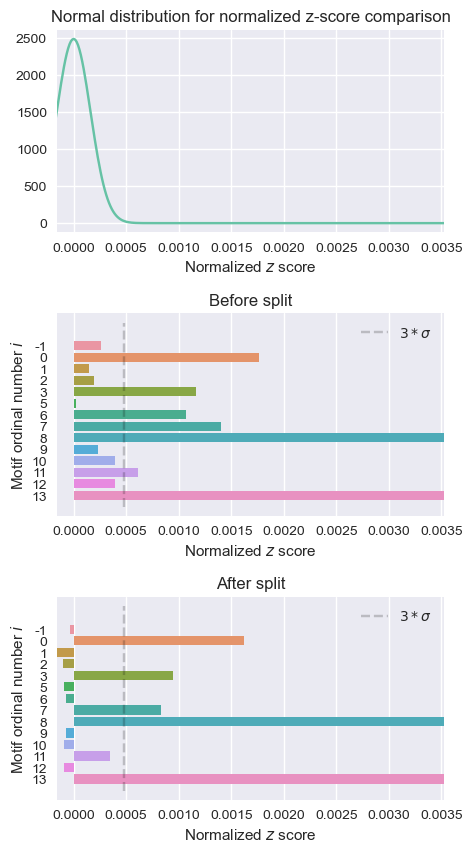 Normal distribution for normalized z-score comparison
2500
2000
1500
1000
500
0
0.0000 0.0005 0.0010 0.0015 0.0020 0.0025 0.0030 0.0035
Normalized z score
Before split
3 * σ
Motif ordinal number i
-1
0
1
2
3
5
6
7
8
9
10
11
12
13
0.0000 0.0005 0.0010 0.0015 0.0020 0.0025 0.0030 0.0035
Normalized z score
After split
3 * σ
Motif ordinal number i
-1
0
1
2
3
5
6
7
8
9
10
11
12
13
0.0000 0.0005 0.0010 0.0015 0.0020 0.0025 0.0030 0.0035
Normalized z score